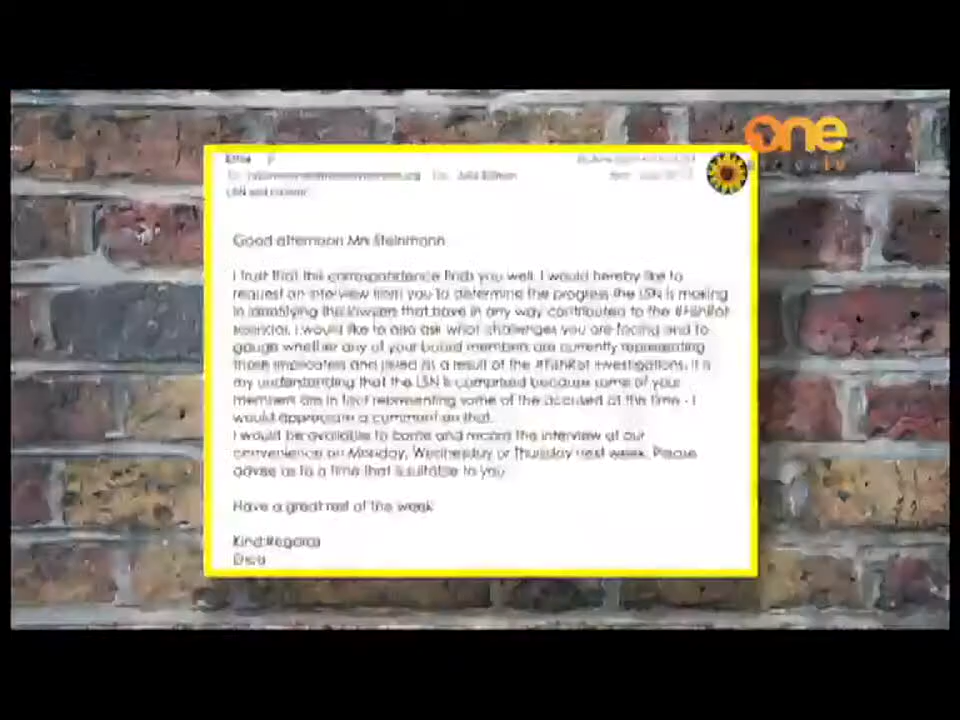 one
LSN and
Good afternoon Mrs Steinmann
I trust that this correspondence finds you well. I would hereby like to
request an interview from you to determine the progress the LSN is making
in identifying the lawyers that have in any way contributed to the #FishRot
scandal. I would like to also ask what challenges you are facing and to
gauge whether any of your board members are currently representing
those implicated and jailed as a result of the #FishRot investigations. It is
my understanding that the LSN is comprised because some of your
members are in fact representing some of the accused at this time - I
would appreciate a comment on that.
I would be available to come and record the interview at our
convenience on Monday, Wednesday or Thursday next week. Please
advise as to a time that is suitable to you
Have a great rest of the week
Kind Regards